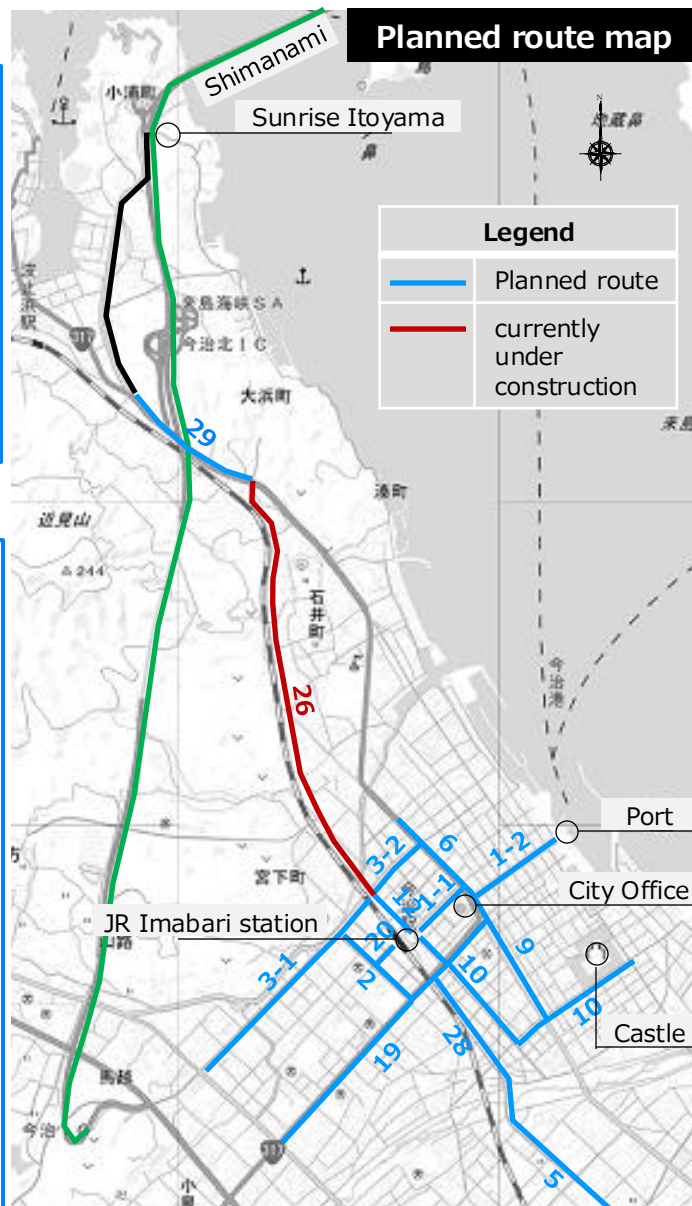 Planned route map
Shimanami
小浦町
Sunrise Itoyama
地蔵鼻
N
Legend
Planned route
currently
under
construction
来島海峡SA
今治北IC
大浜町
29
湊町
近見山
244
石井町
26
今治港
Port
3-2
6
1-2
宮下町
1-1
City Office
JR Imabari station
20
3-1
2
10
9
10
19
28
Castle
馬越
今治
5